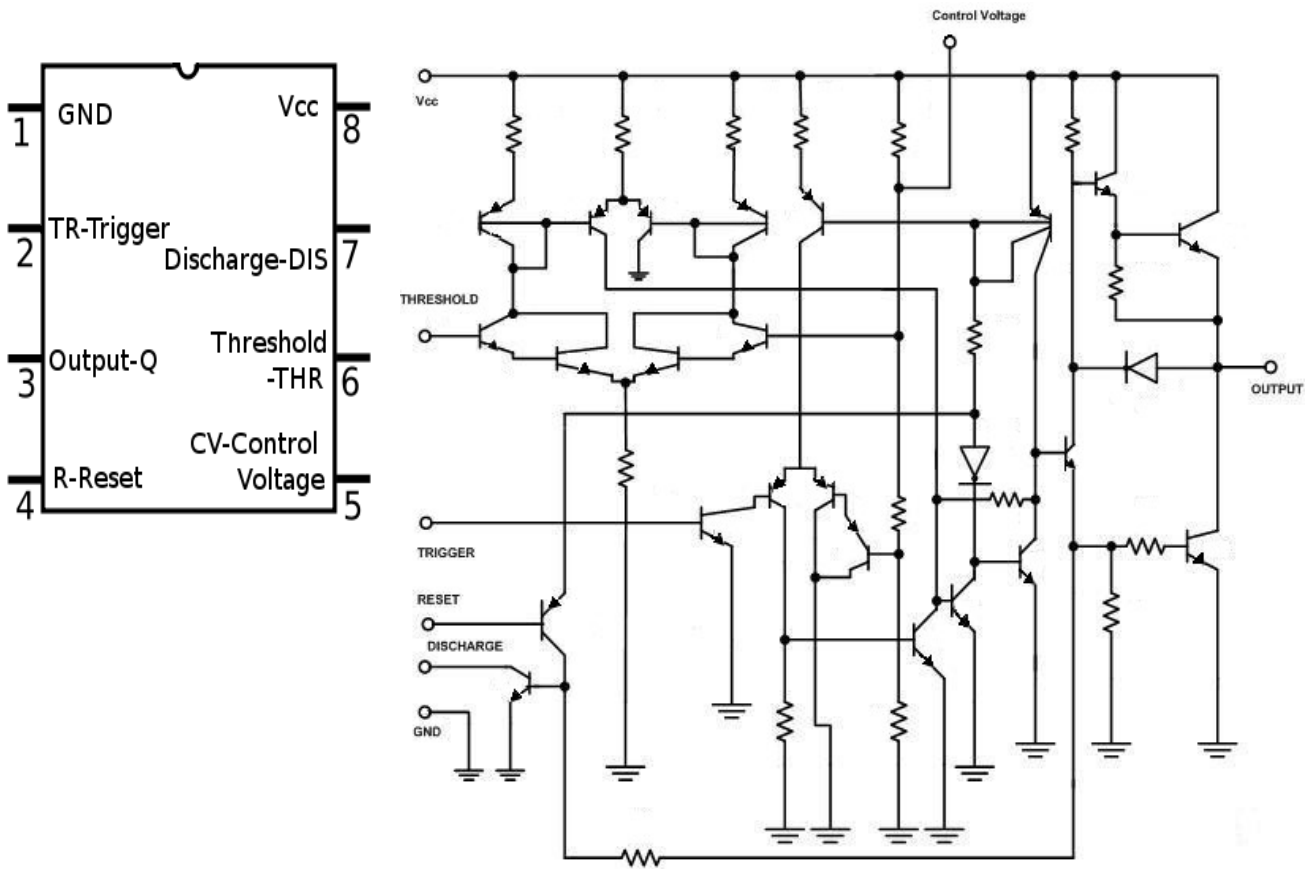 GND
Vcc
1
8
TR-Trigger
2
7
Discharge-DIS
Output-Q
Threshold
-THR
3
6
CV-Control
Voltage
R-Reset
4
5
Control Voltage
Vcc
THRESHOLD
OUTPUT
TRIGGER
RESET
DISCHARGE
GND